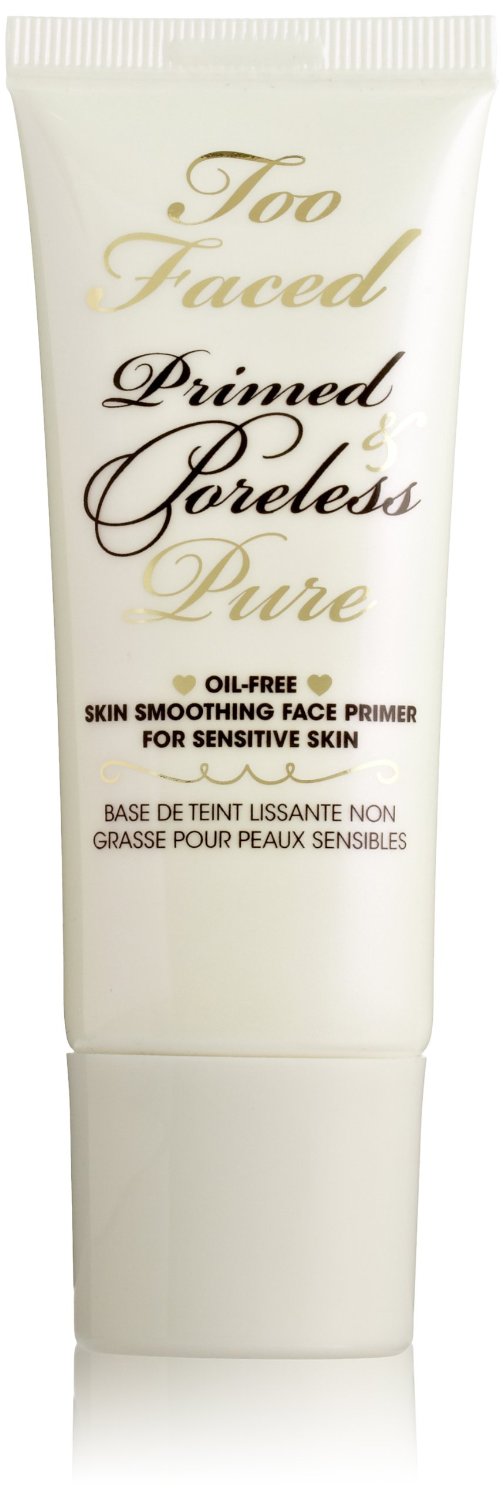 Too
Faced
Primed
&
Poreless
Pure
OIL-FREE
SKIN SMOOTHING FACE PRIMER
FOR SENSITIVE SKIN
BASE DE TEINT LISSANTE NON
GRASSE POUR PEAUX SENSIBLES